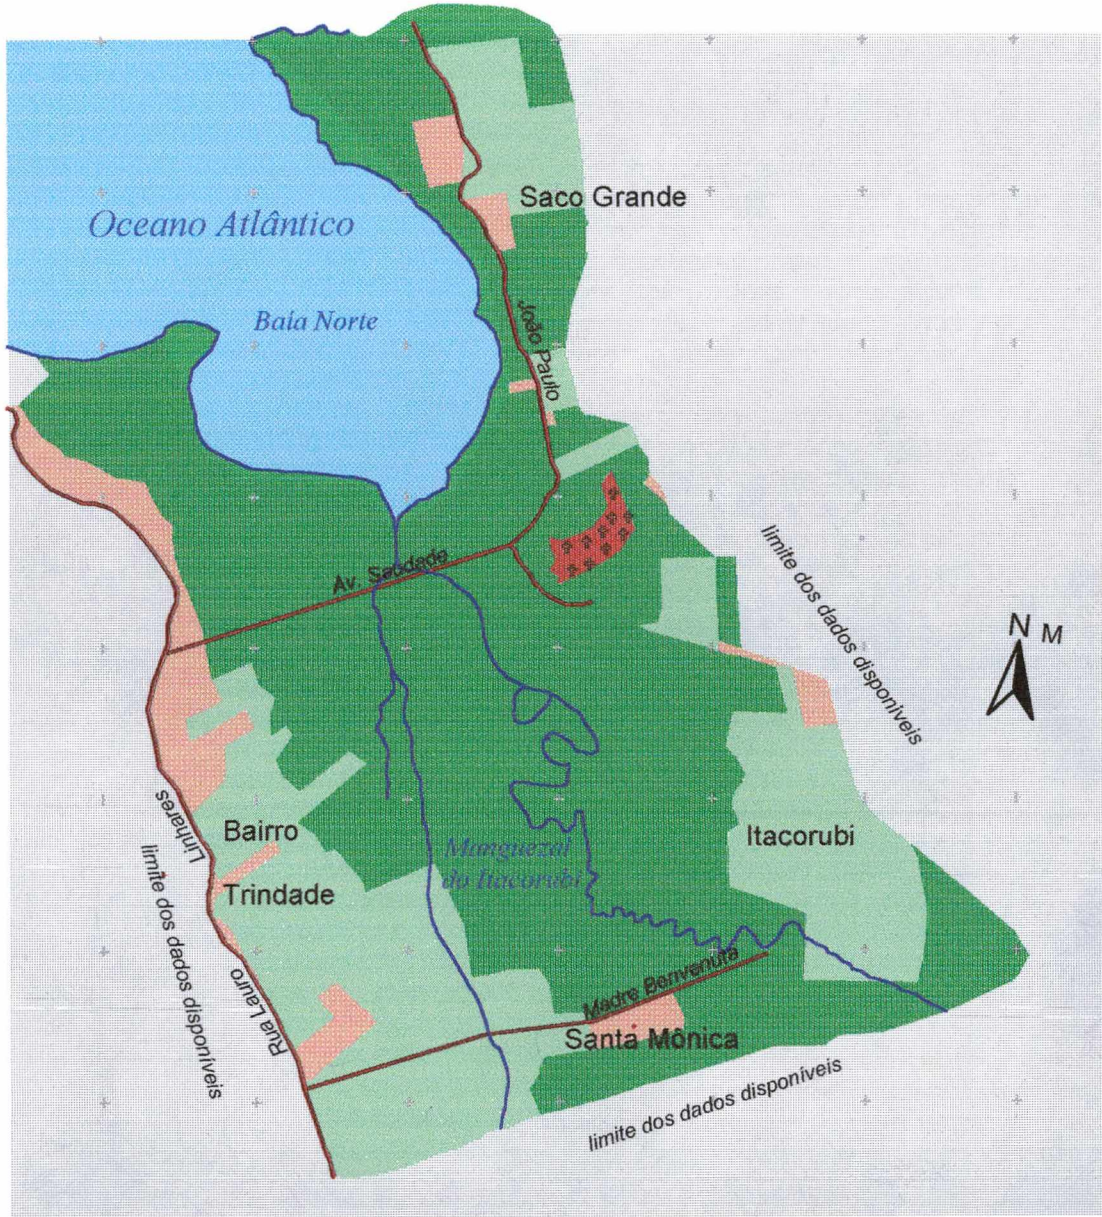 Saco Grande
Oceano Atlântico
Baía Norte
João Paulo
Av. Saudade
limite dos dados disponíveis
N M
Linhares
Bairro
Trindade
Itacorubi
Manguezal
do Itacorubi
limite dos dados disponíveis
Rua Lauro
Madre Benvenuta
Santa Mônica
limite dos dados disponíveis